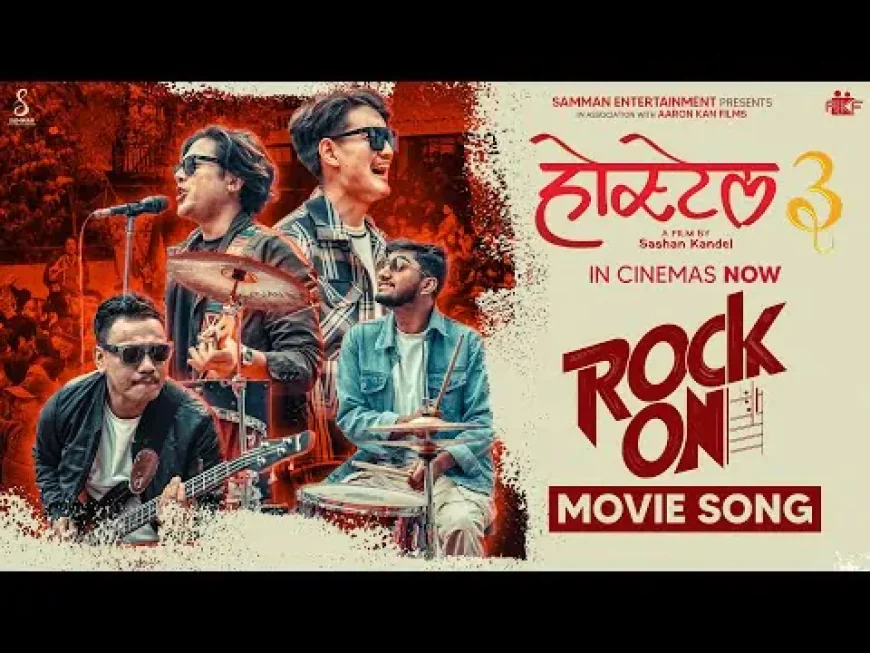 SAMMAN
SAMMAN ENTERTAINMENT PRESENTS
IN ASSOCIATION WITH AARON KAN FILMS
होस्टेल ३
A FILM BY
Sashan Kandel
IN CINEMAS NOW
ROCK
ON
MOVIE SONG